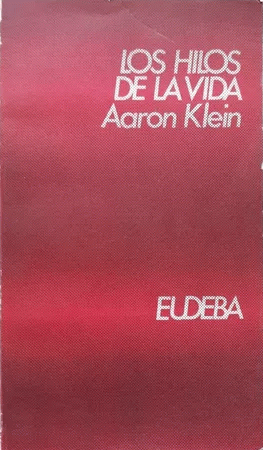 LOS HILOS
DE LA VIDA
Aaron Klein
EUDEBA